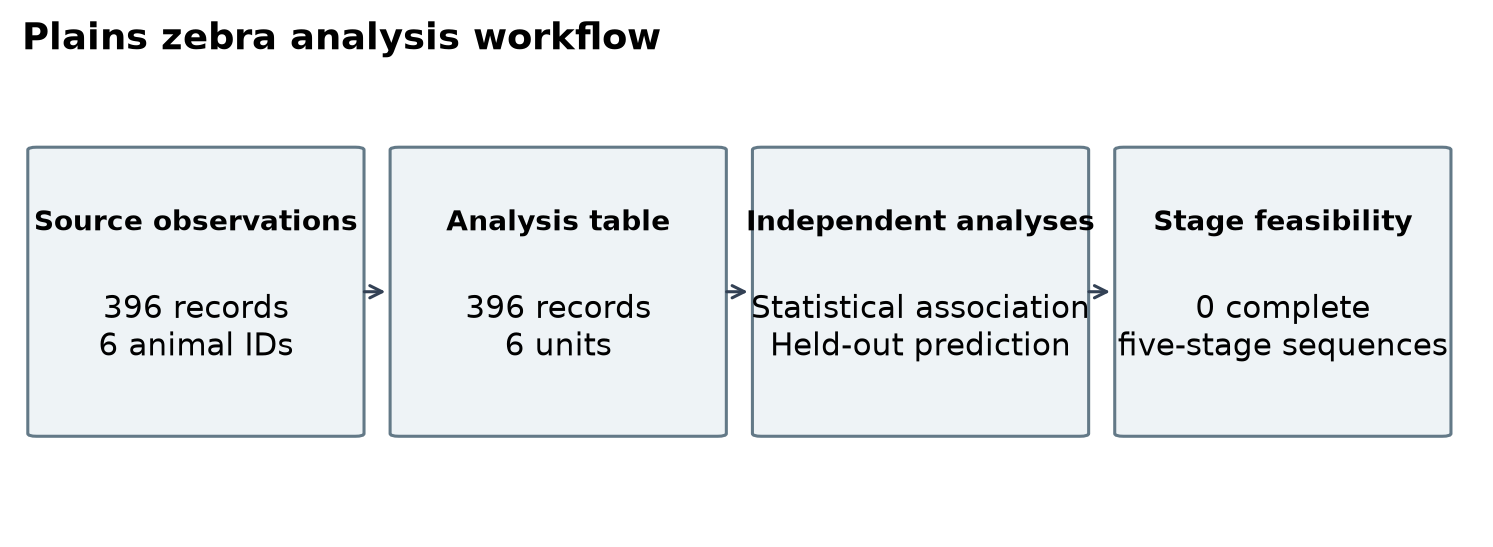 Plains zebra analysis workflow
Source observations
396 records
6 animal IDs
Analysis table
396 records
6 units
Independent analyses
Statistical association
Held-out prediction
Stage feasibility
0 complete
five-stage sequences